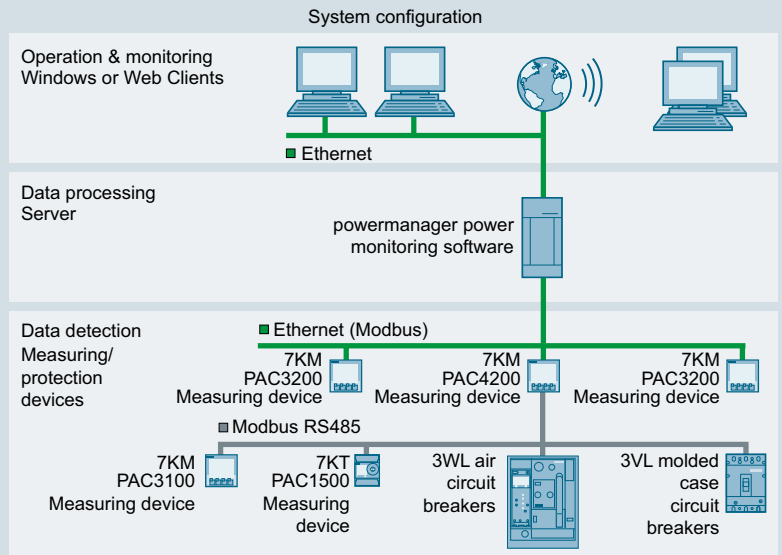 System configuration
Operation & monitoring
Windows or Web Clients
Ethernet
Data processing
Server
powermanager power
monitoring software
Data detection
Measuring/
protection
devices
Ethernet (Modbus)
7KM
PAC3200
Measuring device
7KM
PAC4200
Measuring device
7KM
PAC3200
Measuring device
Modbus RS485
7KM
PAC3100
Measuring device
7KT
PAC1500
Measuring
device
3WL air
circuit
breakers
3VL molded
case
circuit
breakers